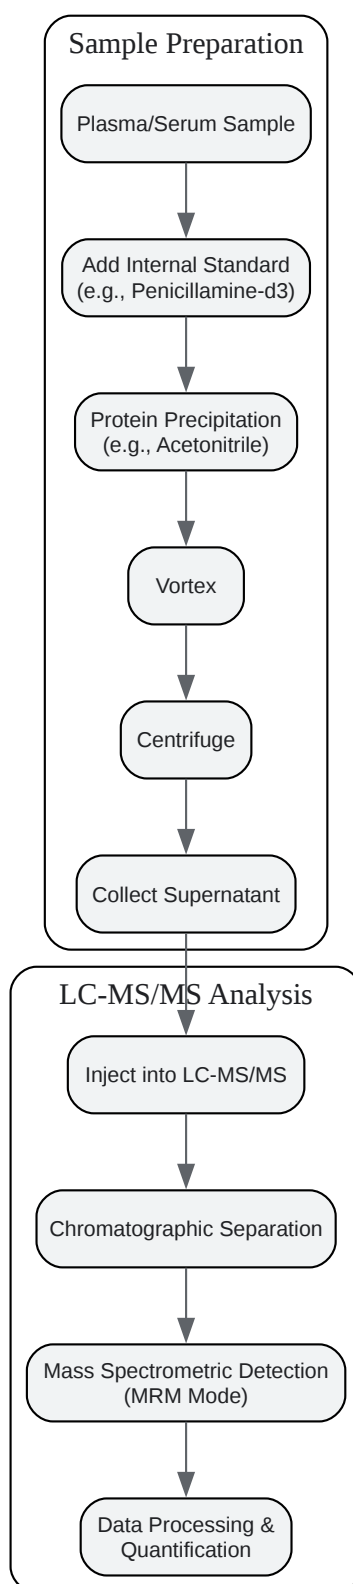 Sample Preparation
Plasma/Serum Sample
Add Internal Standard
(e.g., Penicillamine-d3)
Protein Precipitation
(e.g., Acetonitrile)
Vortex
Centrifuge
Collect Supernatant
LC-MS/MS Analysis
Inject into LC-MS/MS
Chromatographic Separation
Mass Spectrometric Detection
(MRM Mode)
Data Processing &
Quantification